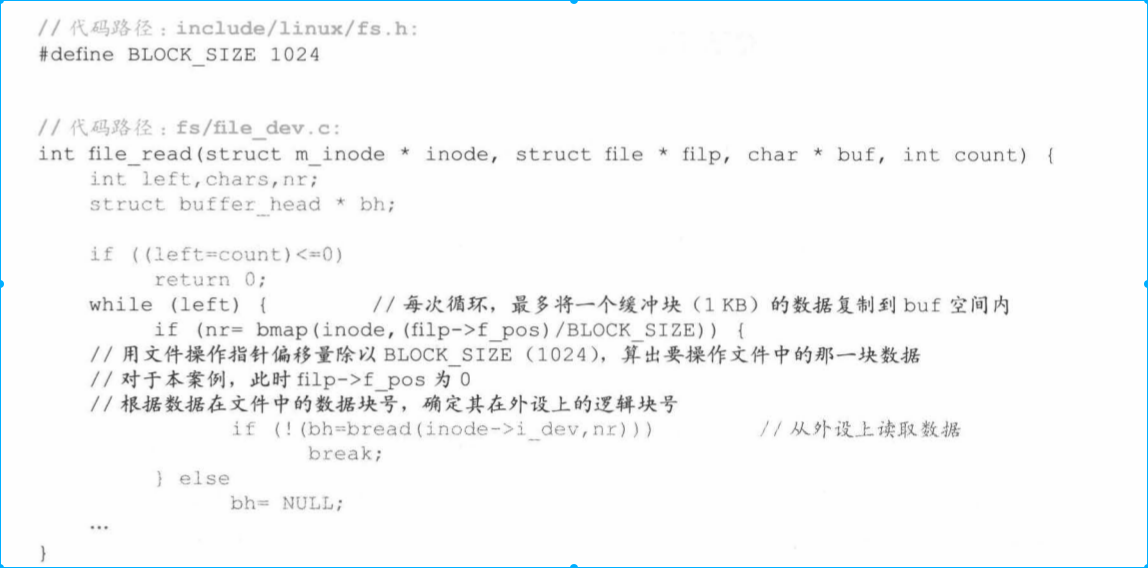 // 代码路径：include/linux/fs.h:
#define BLOCK_SIZE 1024
// 代码路径：fs/file_dev.c:
int file_read(struct m_inode * inode, struct file * filp, char * buf, int count) {
int left,chars,nr;
struct buffer_head * bh;
if ((left=count)<=0)
return 0;
while (left) { // 每次循环，最多将一个缓冲块（1 KB）的数据复制到 buf 空间内
if (nr= bmap(inode,(filp->f_pos)/BLOCK_SIZE)) {
// 用文件操作指针偏移量除以 BLOCK_SIZE（1024），算出要操作文件中的那一块数据
// 对于本案例，此时 filp->f_pos 为 0
// 根据数据在文件中的数据块号，确定其在外设上的逻辑块号
if (!(bh=bread(inode->i_dev,nr))) // 从外设上读取数据
break;
} else
bh= NULL;
…
}